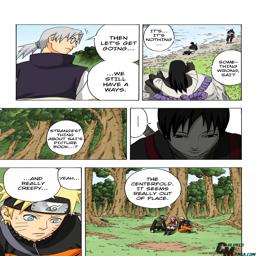 IT'S...
IT'S
NOTHING
...
SOME-
THING
WRONG,
SAI?
THEN
LET'S GET
GOING...
...WE
STILL HAVE
A WAYS.
!
STRANGEST
THING ABOUT
SAI'S
PICTURE
BOOK...?
THE
CENTERFOLD.
IT SEEMS
REALLY OUT
OF PLACE.
YEAH...
...AND
REALLY
CREEPY.